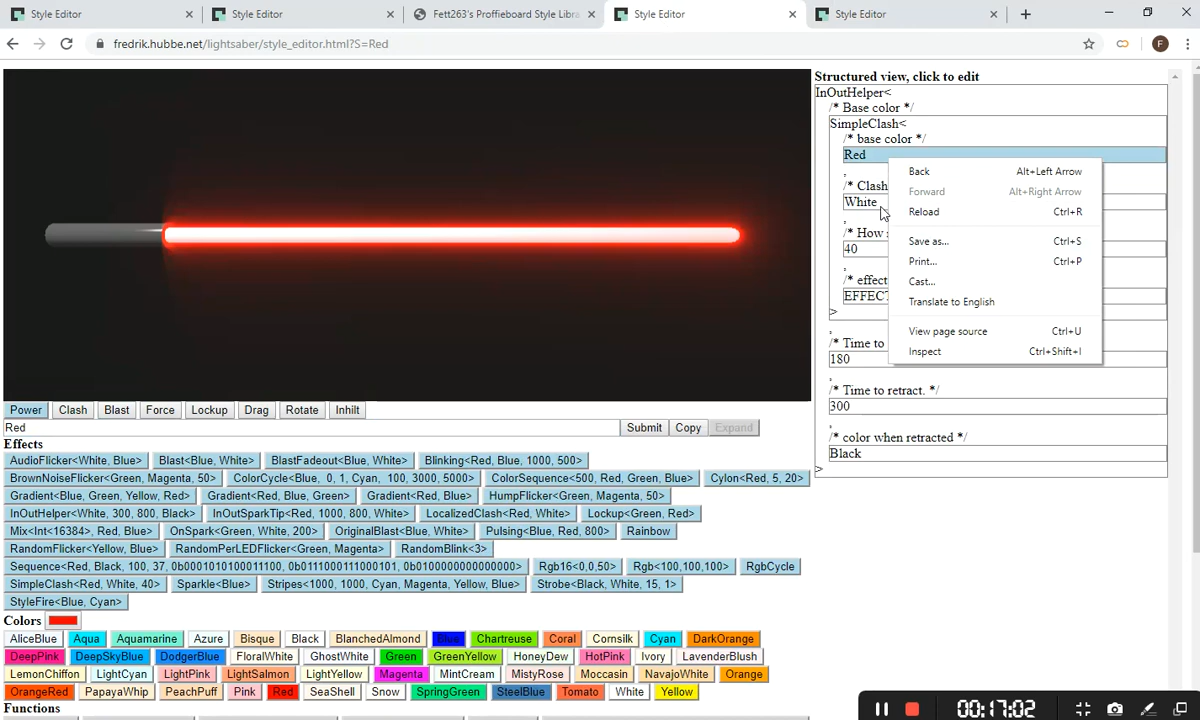 Style Editor
Style Editor
Fett263's Proffieboard Style Libra
Style Editor
Style Editor
fredrik.hubbe.net/lightsaber/style_editor.html?S=Red
F
Structured view, click to edit
InOutHelper<
/* Base color */
SimpleClash<
/* base color */
Red
,
/* Clash
White
,
/* How
40
,
/* effect
EFFECT
>
,
/* Time to
180
,
/* Time to retract. */
300
,
/* color when retracted */
Black
>
Back Alt+Left Arrow
Forward Alt+Right Arrow
Reload Ctrl+R
Save as... Ctrl+S
Print... Ctrl+P
Cast...
Translate to English
View page source Ctrl+U
Inspect Ctrl+Shift+I
Power Clash Blast Force Lockup Drag Rotate Inhilt
Red Submit Copy Expand
Effects
AudioFlicker<White, Blue> Blast<Blue, White> BlastFadeout<Blue, White> Blinking<Red, Blue, 1000, 500>
BrownNoiseFlicker<Green, Magenta, 50> ColorCycle<Blue, 0, 1, Cyan, 100, 3000, 5000> ColorSequence<500, Red, Green, Blue> Cylon<Red, 5, 20>
Gradient<Blue, Green, Yellow, Red> Gradient<Red, Blue, Green> Gradient<Red, Blue> HumpFlicker<Green, Magenta, 50>
InOutHelper<White, 300, 800, Black> InOutSparkTip<Red, 1000, 800, White> LocalizedClash<Red, White> Lockup<Green, Red>
Mix<Int<16384>, Red, Blue> OnSpark<Green, White, 200> OriginalBlast<Blue, White> Pulsing<Blue, Red, 800> Rainbow
RandomFlicker<Yellow, Blue> RandomPerLEDFlicker<Green, Magenta> RandomBlink<3>
Sequence<Red, Black, 100, 37, 0b0001010100011100, 0b0111000111000101, 0b0100000000000000> Rgb16<0,0,50> Rgb<100,100,100> RgbCycle
SimpleClash<Red, White, 40> Sparkle<Blue> Stripes<1000, 1000, Cyan, Magenta, Yellow, Blue> Strobe<Black, White, 15, 1>
StyleFire<Blue, Cyan>
Colors
AliceBlue Aqua Aquamarine Azure Bisque Black BlanchedAlmond Blue Chartreuse Coral Cornsilk Cyan DarkOrange
DeepPink DeepSkyBlue DodgerBlue FloralWhite GhostWhite Green GreenYellow HoneyDew HotPink Ivory LavenderBlush
LemonChiffon LightCyan LightPink LightSalmon LightYellow Magenta MintCream MistyRose Moccasin NavajoWhite Orange
OrangeRed PapayaWhip PeachPuff Pink Red SeaShell Snow SpringGreen SteelBlue Tomato White Yellow
Functions
00:17:02